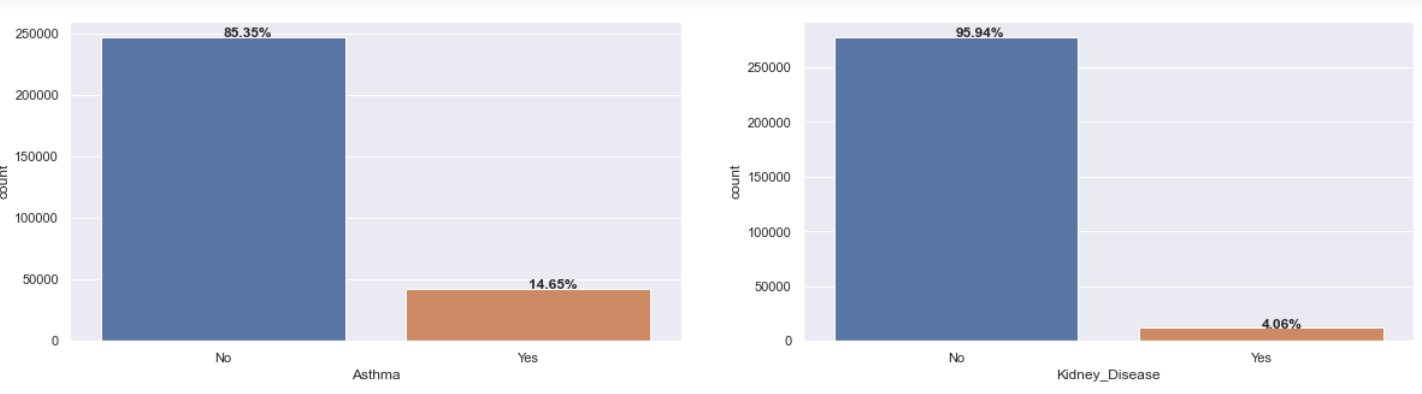 250000
200000
150000
100000
50000
0
count
85.35%
14.65%
No
Yes
Asthma
250000
200000
150000
100000
50000
0
count
95.94%
4.06%
No
Yes
Kidney_Disease